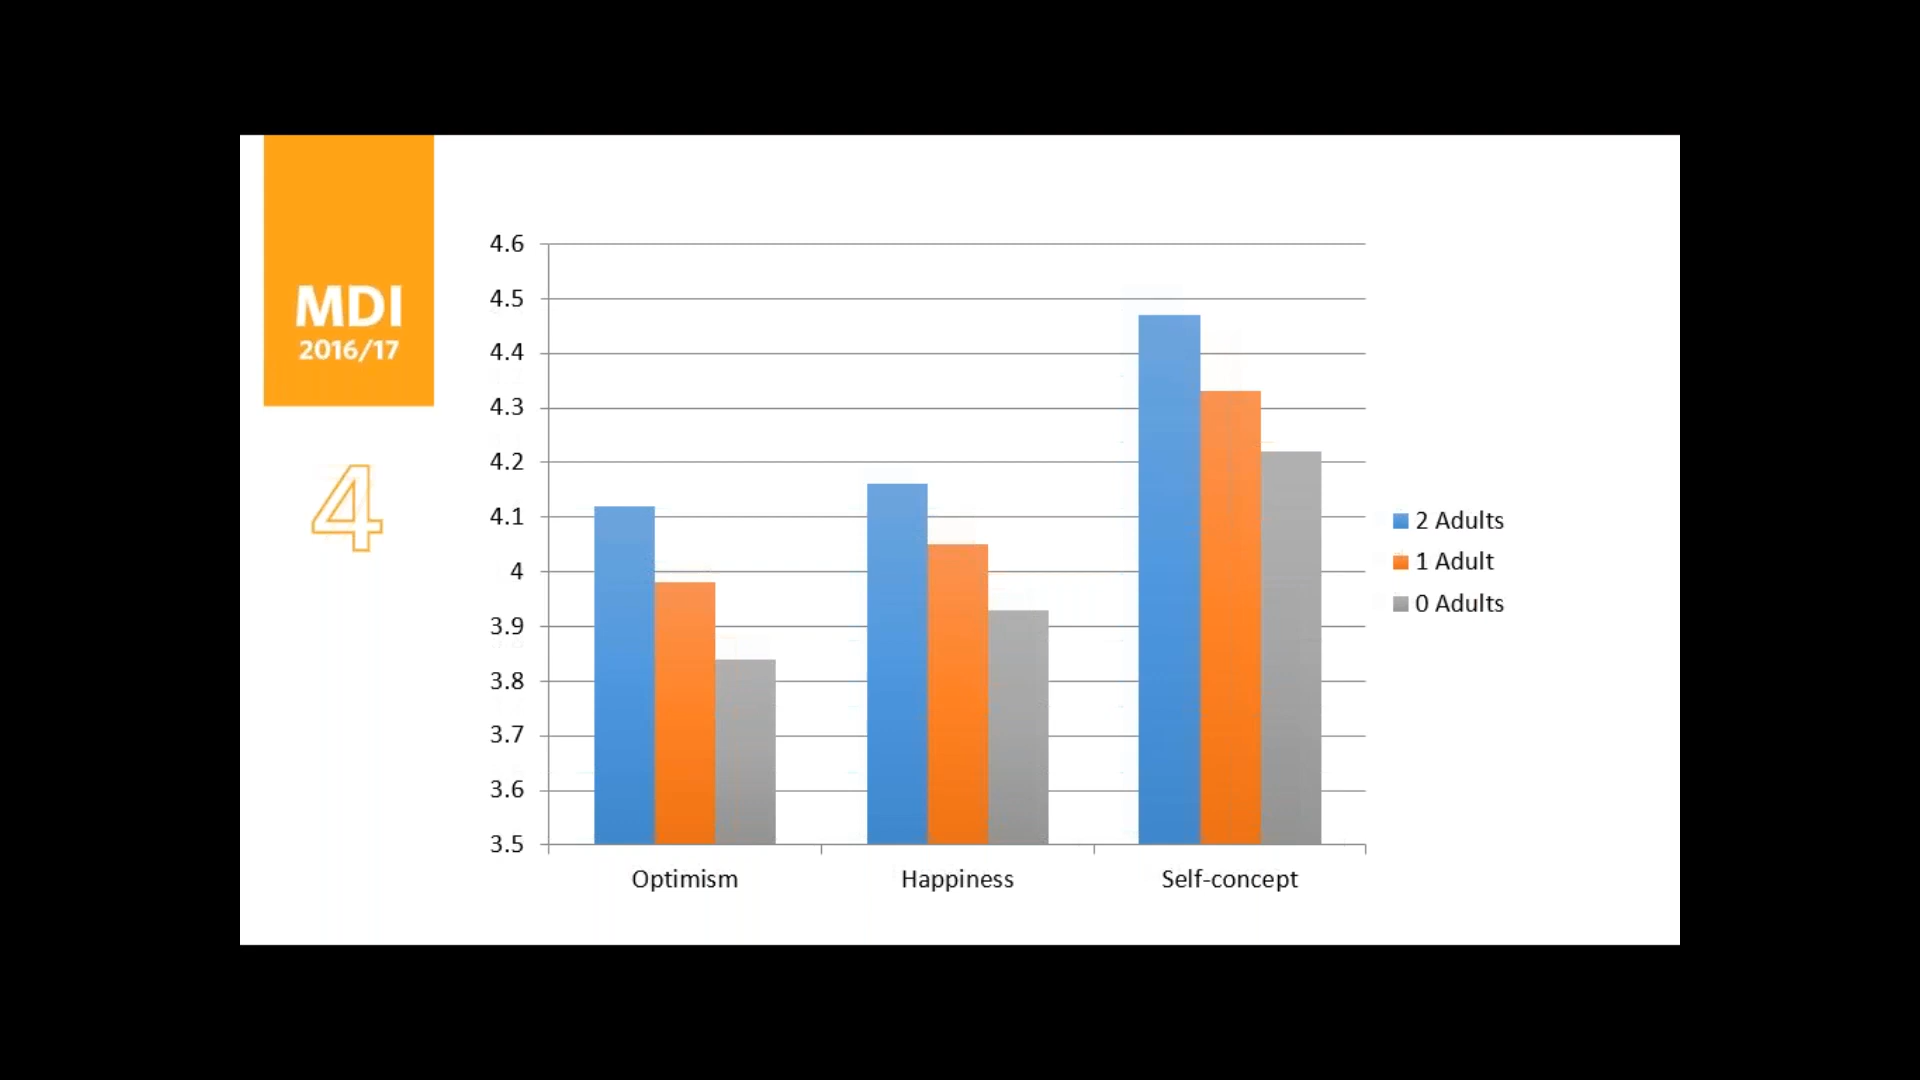 MDI
2016/17
4
4.6
4.5
4.4
4.3
4.2
4.1
4
3.9
3.8
3.7
3.6
3.5
Optimism Happiness Self-concept
2 Adults
1 Adult
0 Adults